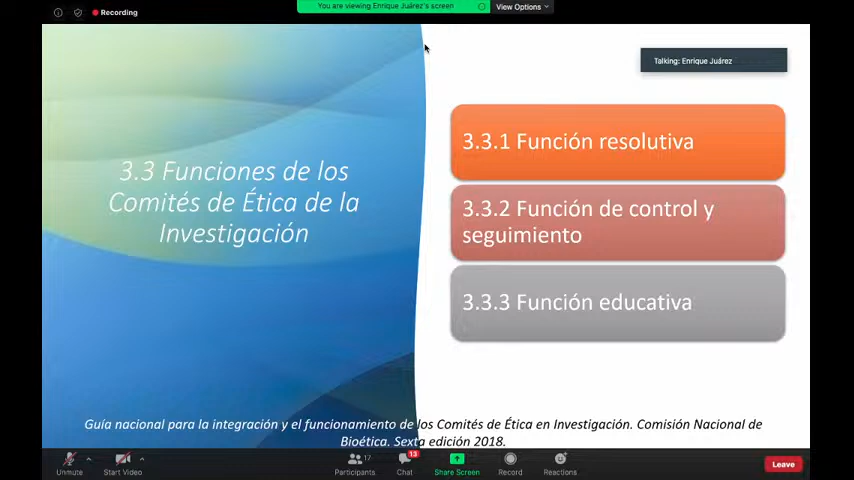 Recording
You are viewing Enrique Juárez's screen
View Options
Talking: Enrique Juárez
3.3 Funciones de los
Comités de Ética de la
Investigación
3.3.1 Función resolutiva
3.3.2 Función de control y
seguimiento
3.3.3 Función educativa
Guía nacional para la integración y el funcionamiento de los Comités de Ética en Investigación. Comisión Nacional de
Bioética. Sexta edición 2018.
Unmute
Start Video
Participants
17
Chat
13
Share Screen
Record
Reactions
Leave